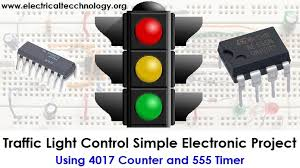 www.electricaltechnology.org
Traffic Light Control Simple Electronic Project
Using 4017 Counter and 555 Timer